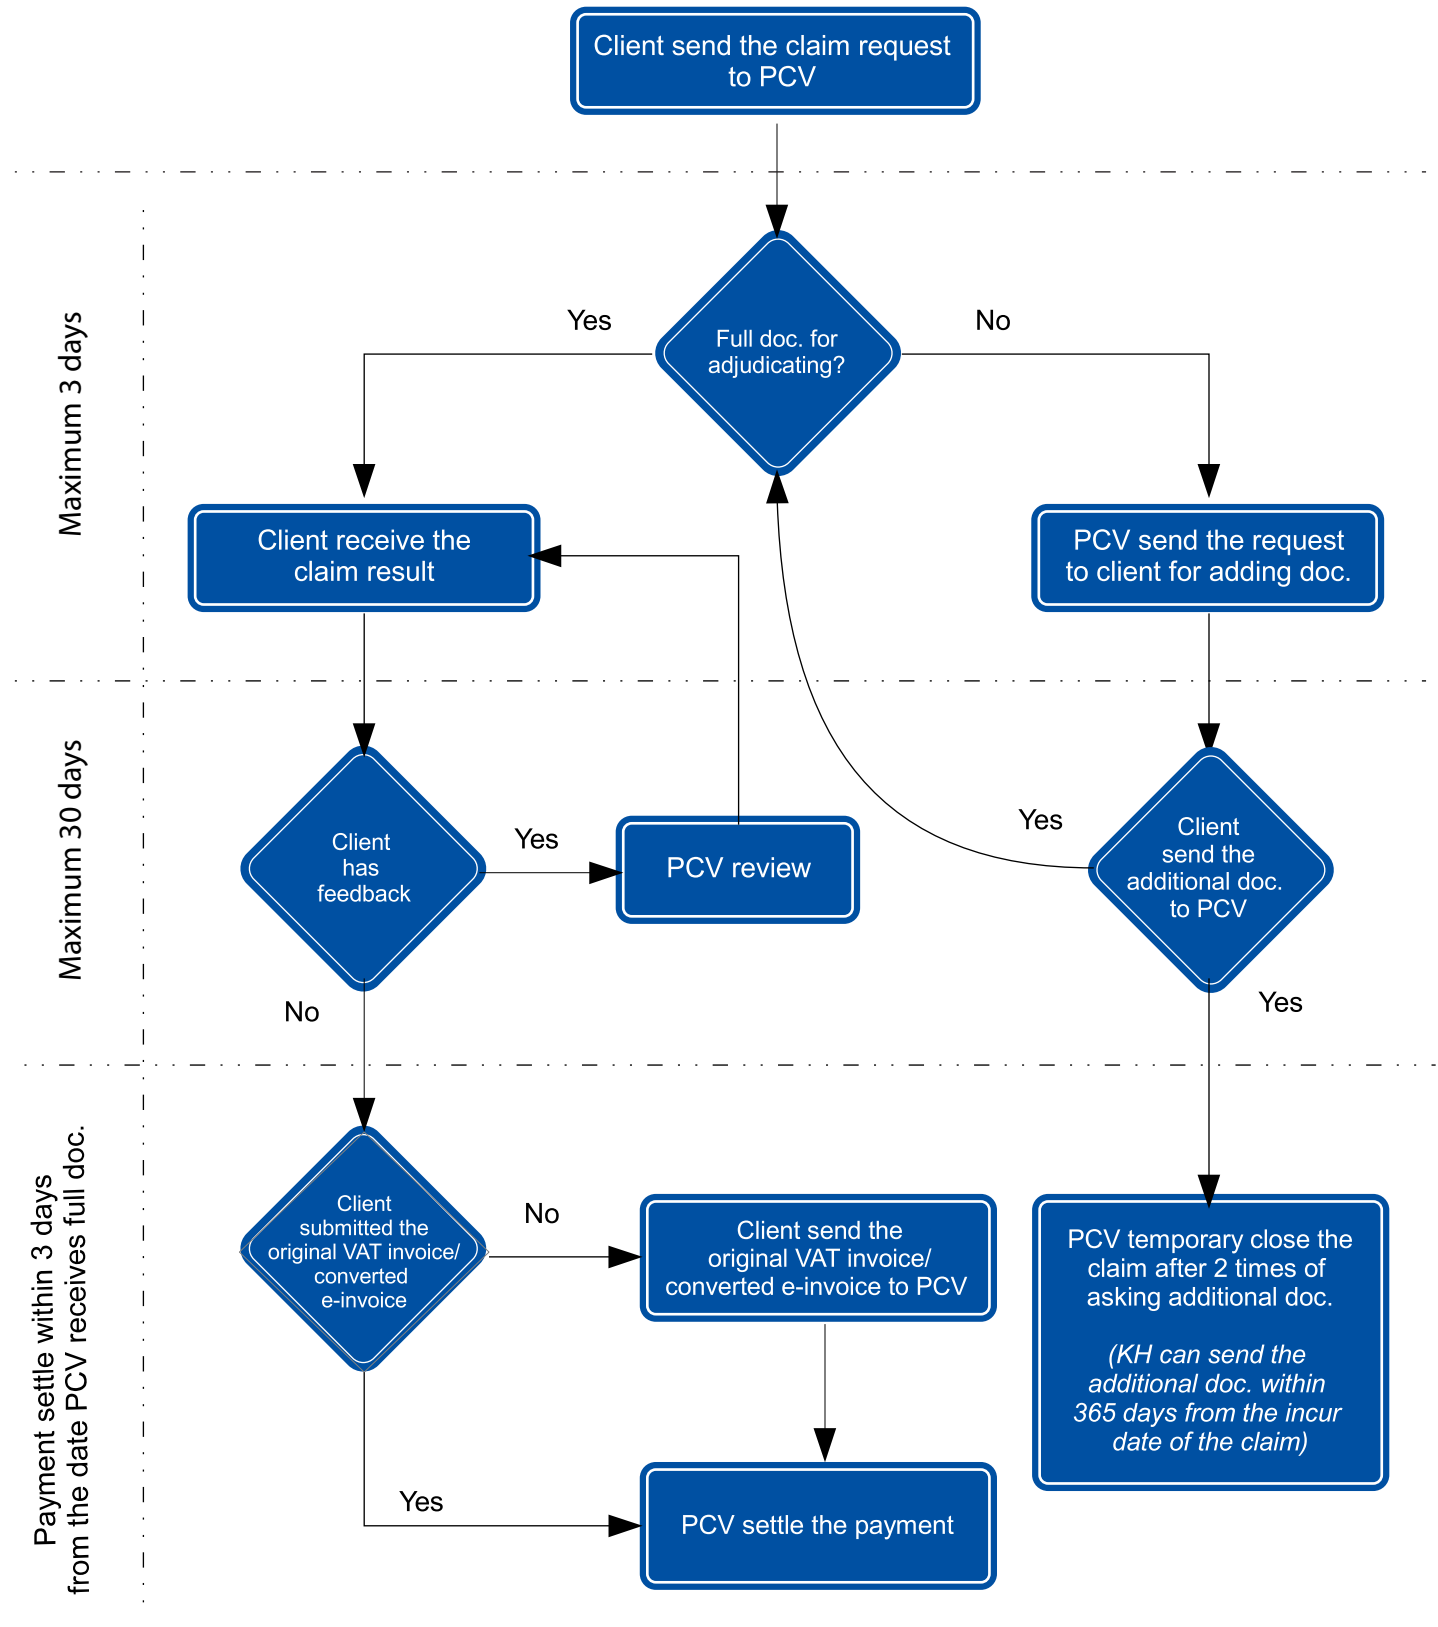 Client send the claim request
to PCV
Maximum 3 days
Yes
Full doc. for
adjudicating?
No
Client receive the
claim result
PCV send the request
to client for adding doc.
Maximum 30 days
Client
has
feedback
Yes
PCV review
Yes
Client
send the
additional doc.
to PCV
No
Yes
Payment settle within 3 days
from the date PCV receives full doc.
Client
submitted the
original VAT invoice/
converted
e-invoice
No
Client send the
original VAT invoice/
converted e-invoice to PCV
PCV temporary close the
claim after 2 times of
asking additional doc.
(KH can send the
additional doc. within
365 days from the incur
date of the claim)
Yes
PCV settle the payment